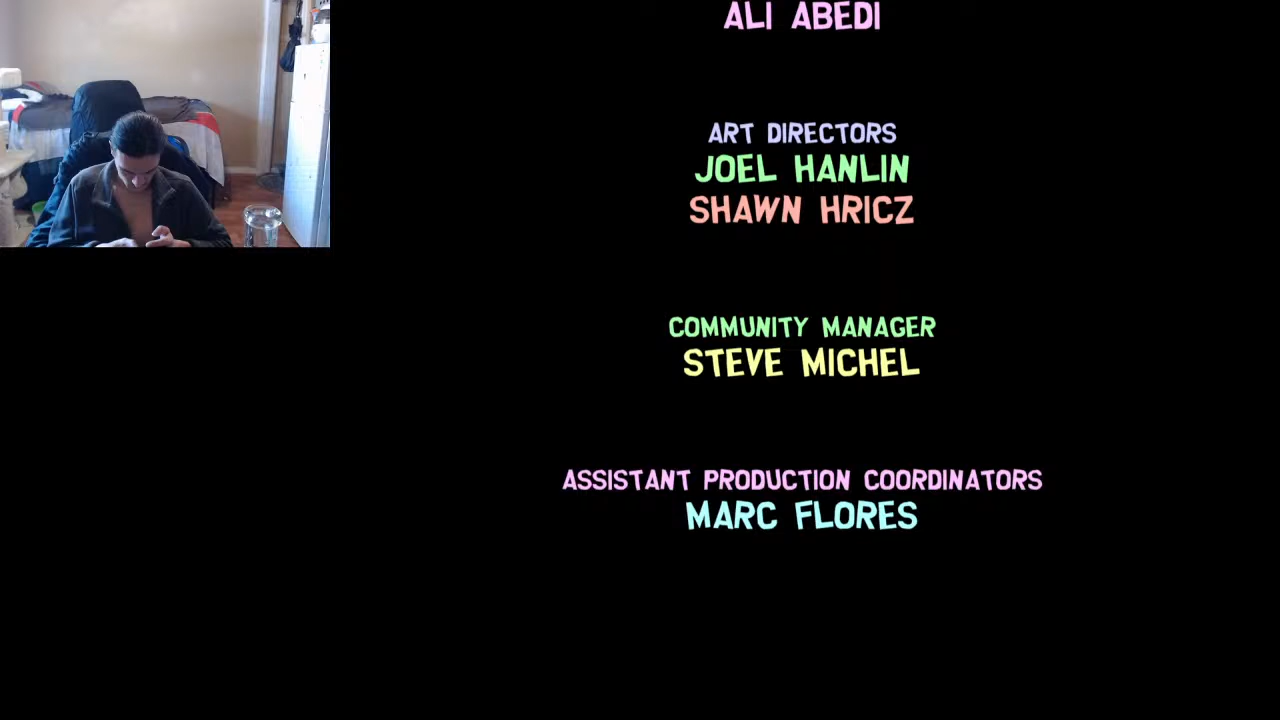 ALI ABEDI
ART DIRECTORS
JOEL HANLIN
SHAWN HRICZ
COMMUNITY MANAGER
STEVE MICHEL
ASSISTANT PRODUCTION COORDINATORS
MARC FLORES